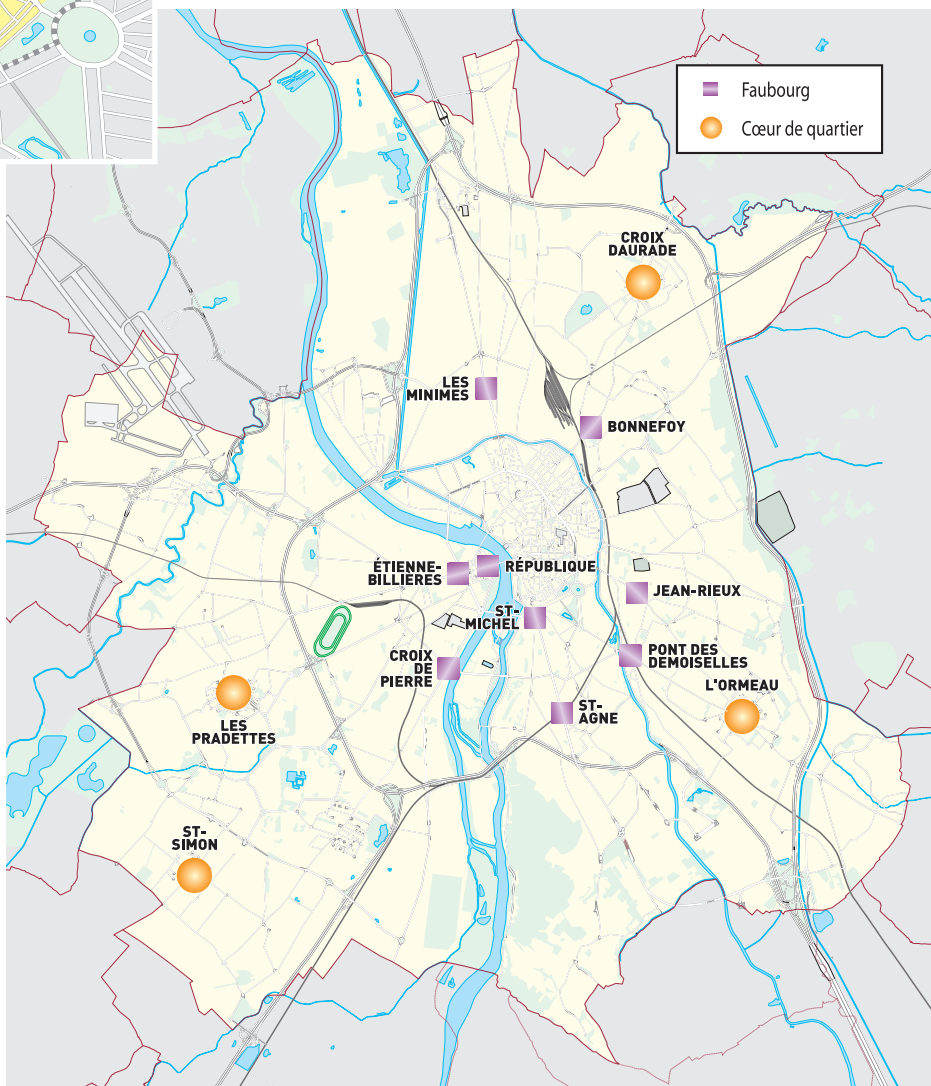 Faubourg
Cœur de quartier
CROIX
DAURADE
LES
MINIMES
BONNEFOY
ÉTIENNE-
BILLIÈRES
RÉPUBLIQUE
JEAN-RIEUX
ST-
MICHEL
CROIX
DE
PIERRE
PONT DES
DEMOISELLES
L'ORMEAU
ST-
AGNE
LES
PRADETTES
ST-
SIMON